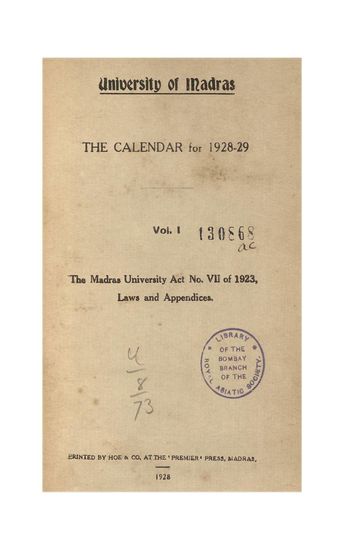 University of Madras
THE CALENDAR for 1928-29
Vol. I
130868
ac
The Madras University Act No. VII of 1923,
Laws and Appendices.
LIBRARY
OF THE
BOMBAY
BRANCH
OF THE
ROYAL ASIATIC SOCIETY.
4
8
73
PRINTED BY HOE & CO. AT THE "PREMIER" PRESS, MADRAS.
1928